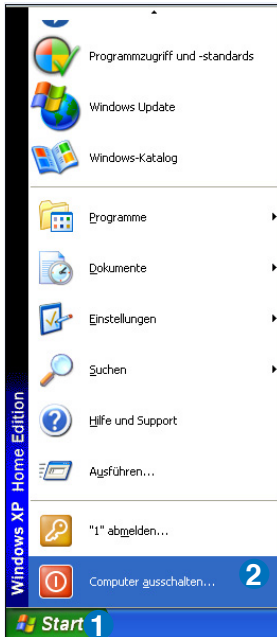 Programmzugriff und -standards
Windows Update
Windows-Katalog
Programme
Dokumente
Einstellungen
Suchen
Hilfe und Support
Ausführen...
"1" abmelden...
Computer ausschalten... 2
Windows XP Home Edition
Start 1